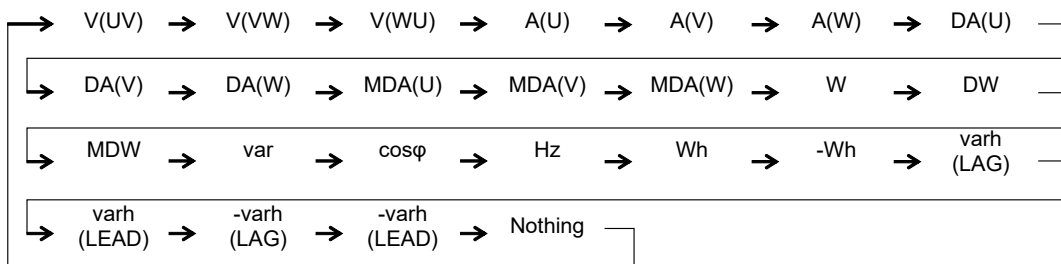 V(UV) V(VW) V(WU) A(U) A(V) A(W) DA(U)
DA(V) DA(W) MDA(U) MDA(V) MDA(W) W DW
MDW var cosφ Hz Wh -Wh varh (LAG)
varh (LEAD) -varh (LAG) -varh (LEAD) Nothing